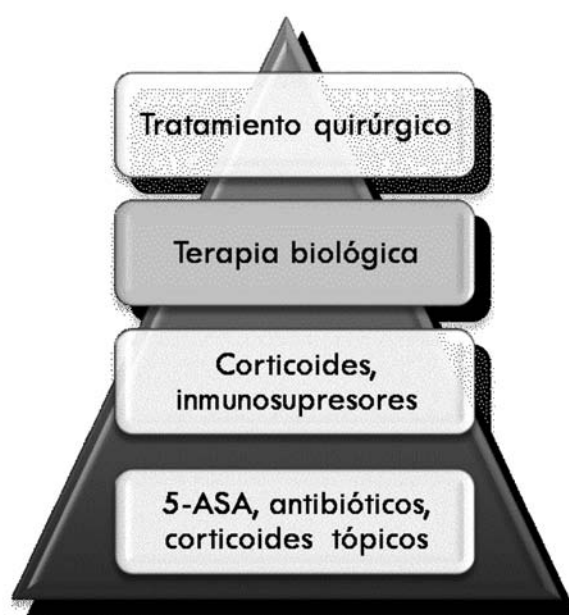 Tratamiento quirúrgico
Terapia biológica
Corticoides,
inmunosupresores
5-ASA, antibióticos,
corticoides tópicos